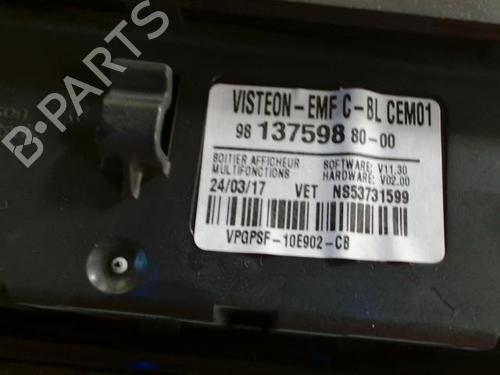 VISTEON-EMF C-BL CEM01
98 137598 80-00
BOITIER AFFICHEUR SOFTWARE: V11.30
MULTIFONCTIONS HARDWARE: V02.00
24/03/17 VET NS53731599
VPGPSF-10E902-CB
B-PARTS